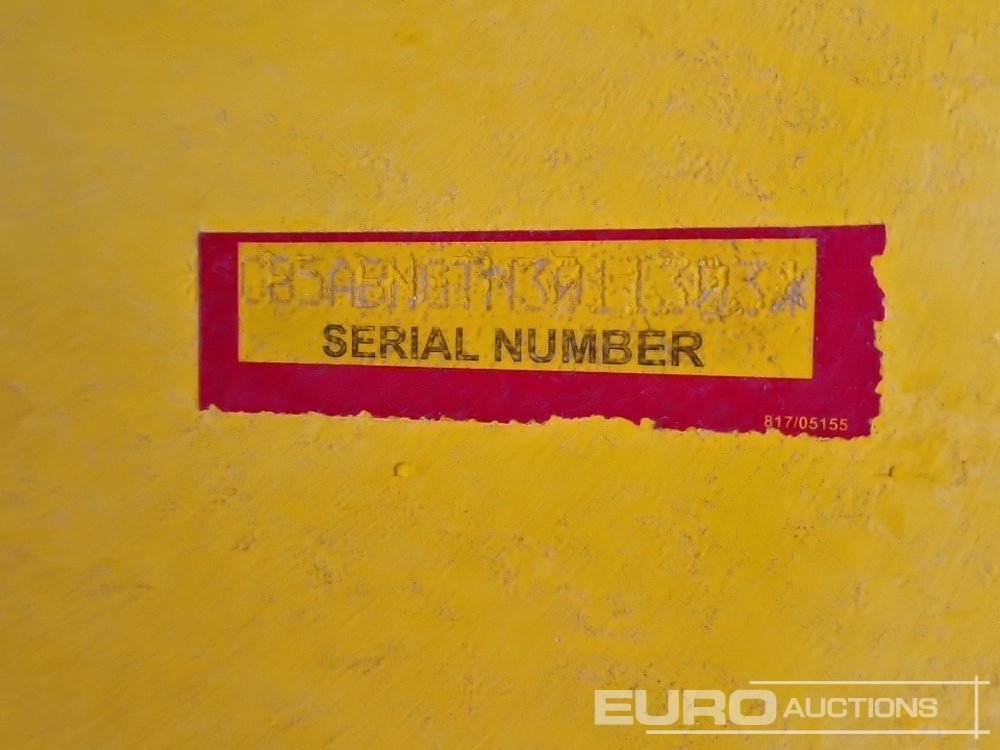 SERIAL NUMBER
817/05155
EURO AUCTIONS